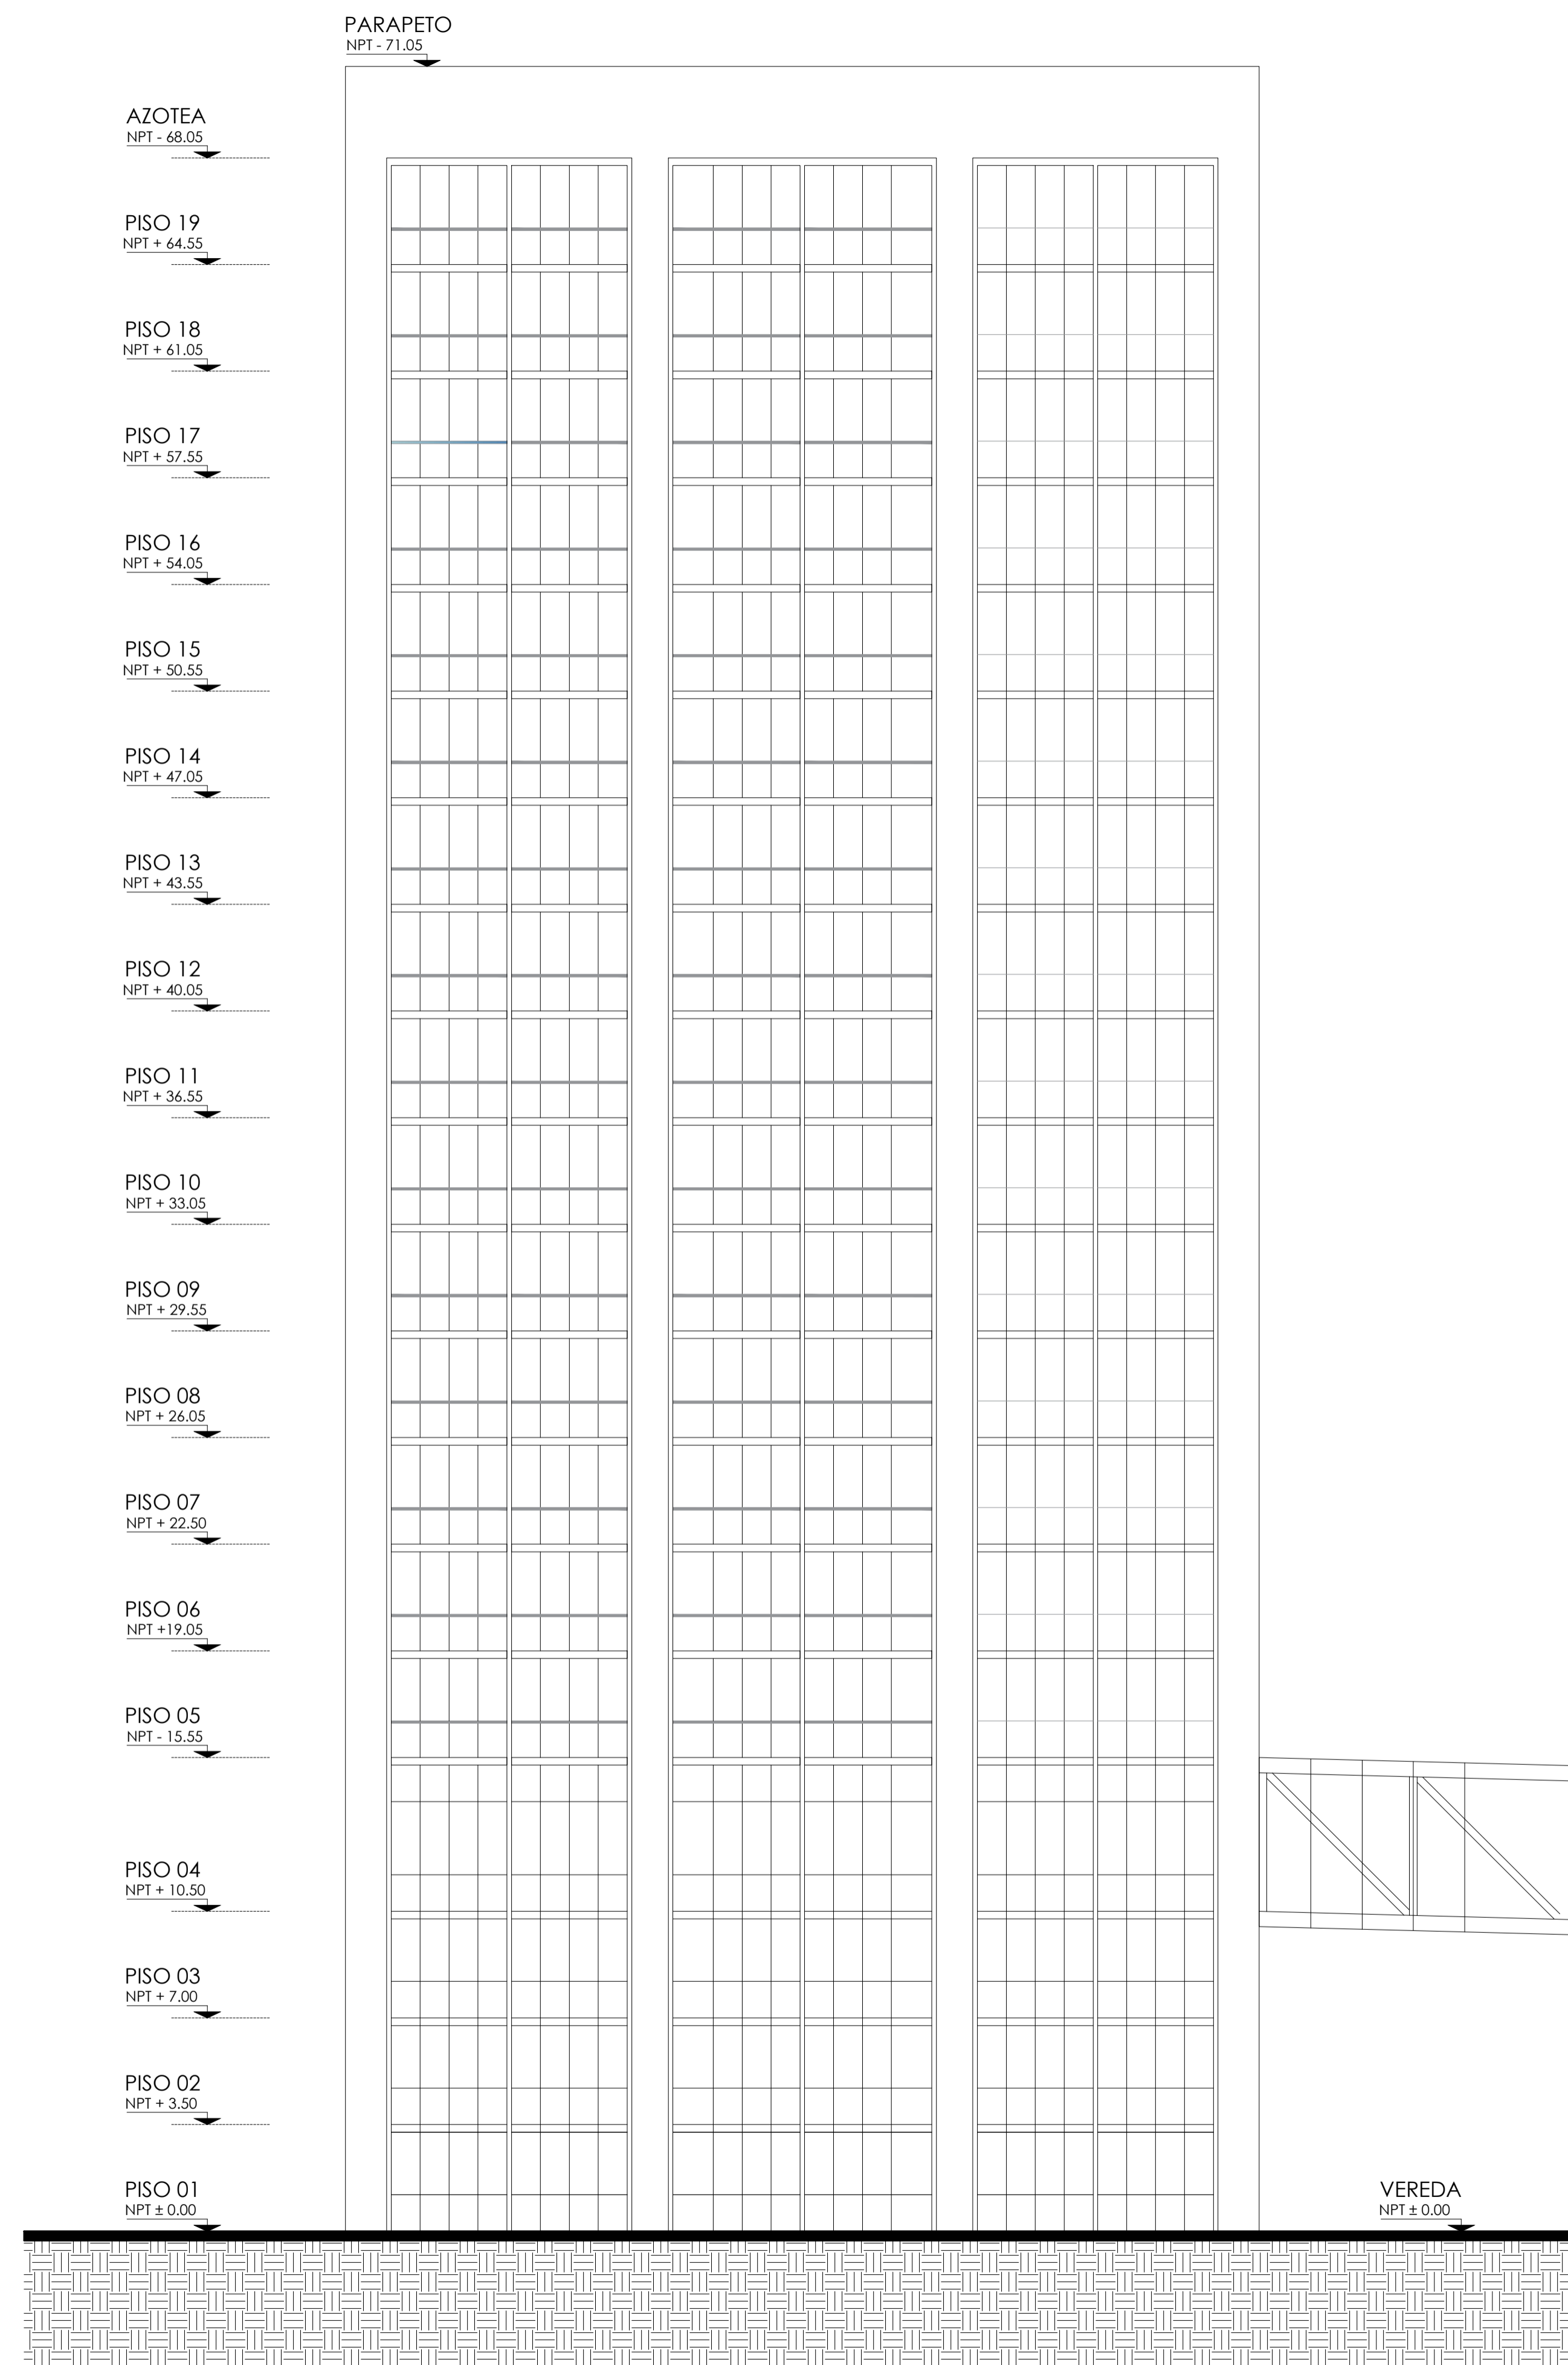 PARAPETO
NPT - 71.05
AZOTEA
NPT - 68.05
PISO 19
NPT + 64.55
PISO 18
NPT + 61.05
PISO 17
NPT + 57.55
PISO 16
NPT + 54.05
PISO 15
NPT + 50.55
PISO 14
NPT + 47.05
PISO 13
NPT + 43.55
PISO 12
NPT + 40.05
PISO 11
NPT + 36.55
PISO 10
NPT + 33.05
PISO 09
NPT + 29.55
PISO 08
NPT + 26.05
PISO 07
NPT + 22.50
PISO 06
NPT +19.05
PISO 05
NPT - 15.55
PISO 04
NPT + 10.50
PISO 03
NPT + 7.00
PISO 02
NPT + 3.50
PISO 01
NPT ± 0.00
VEREDA
NPT ± 0.00